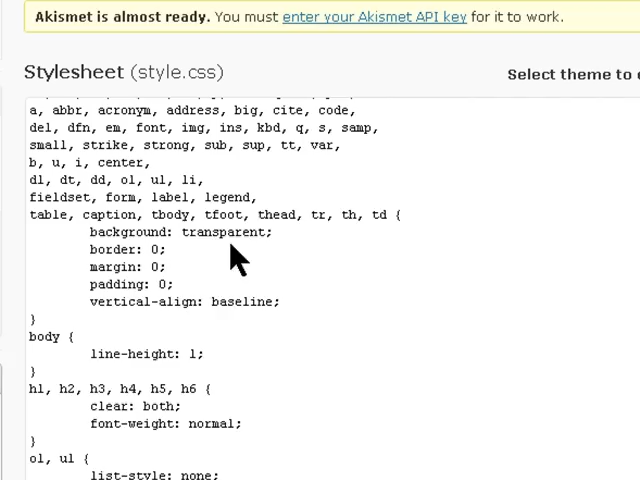 Akismet is almost ready. You must enter your Akismet API key for it to work.
Stylesheet (style.css)
Select theme to
a, abbr, acronym, address, big, cite, code,
del, dfn, em, font, img, ins, kbd, q, s, samp,
small, strike, strong, sub, sup, tt, var,
b, u, i, center,
dl, dt, dd, ol, ul, li,
fieldset, form, label, legend,
table, caption, tbody, tfoot, thead, tr, th, td {
background: transparent;
border: 0;
margin: 0;
padding: 0;
vertical-align: baseline;
}
body {
line-height: 1;
}
h1, h2, h3, h4, h5, h6 {
clear: both;
font-weight: normal;
}
ol, ul {
list-style: none;